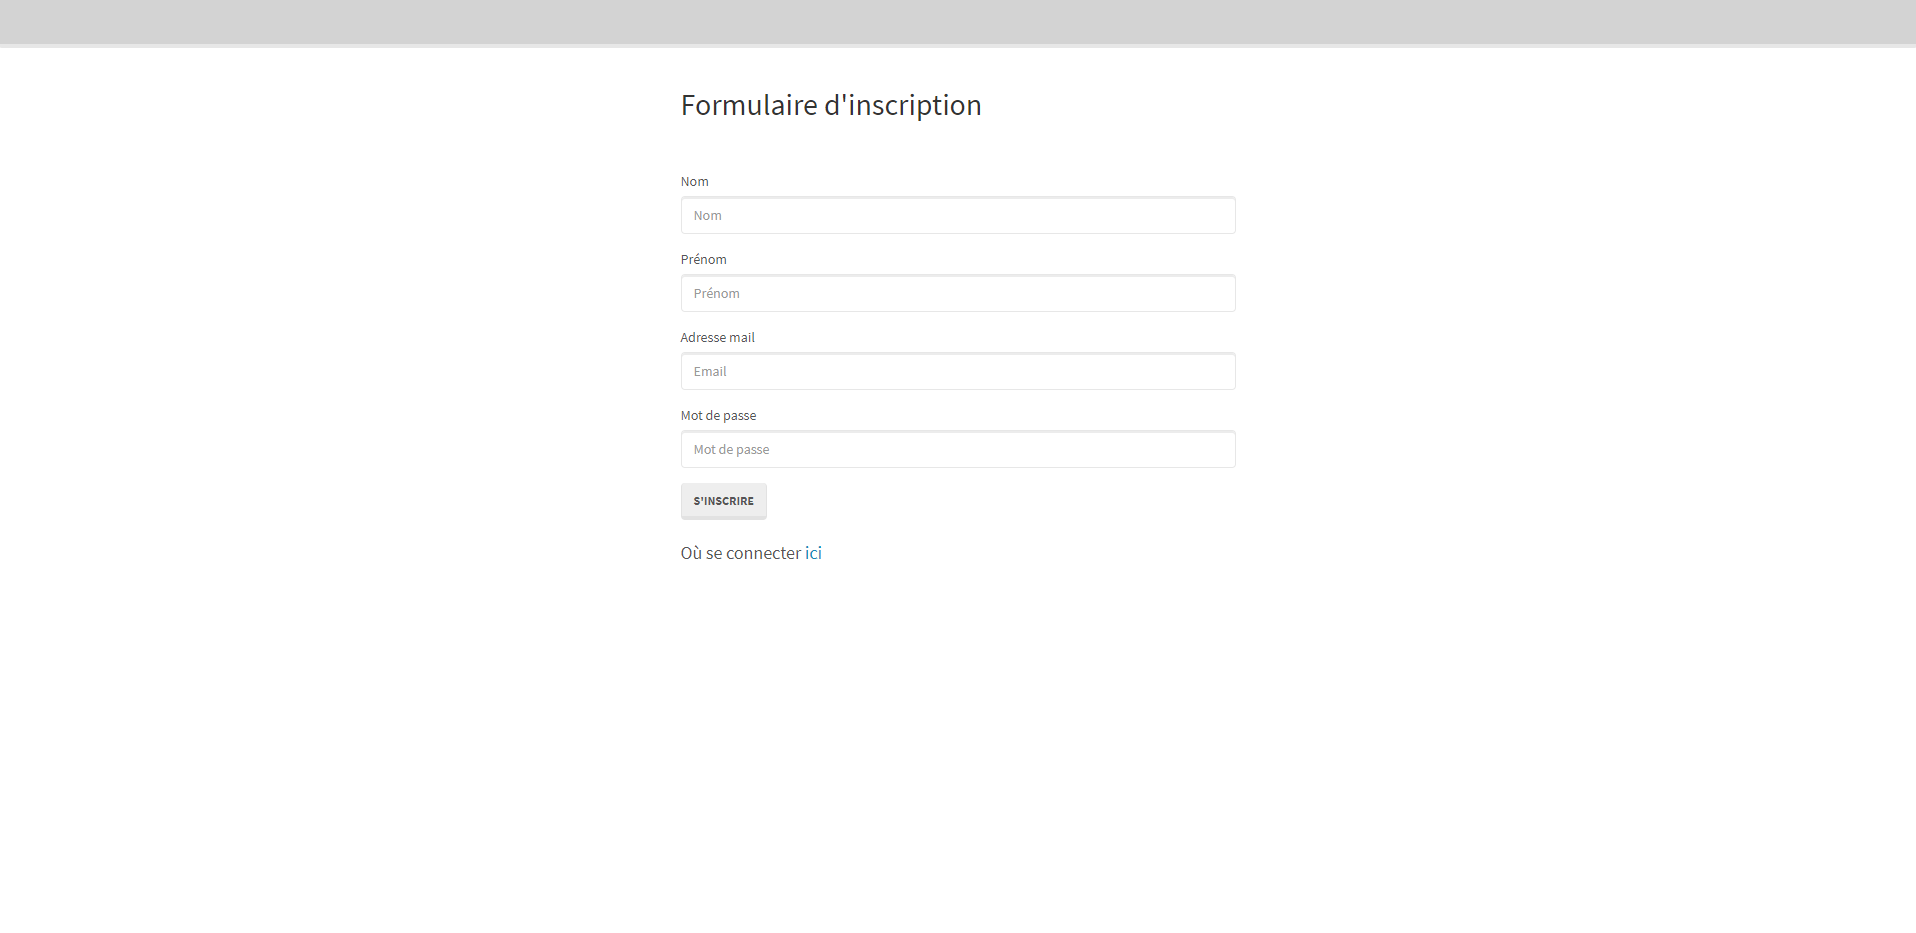 Formulaire d'inscription
Nom
Nom
Prénom
Prénom
Adresse mail
Email
Mot de passe
Mot de passe
S'INSCRIRE
Où se connecter ici